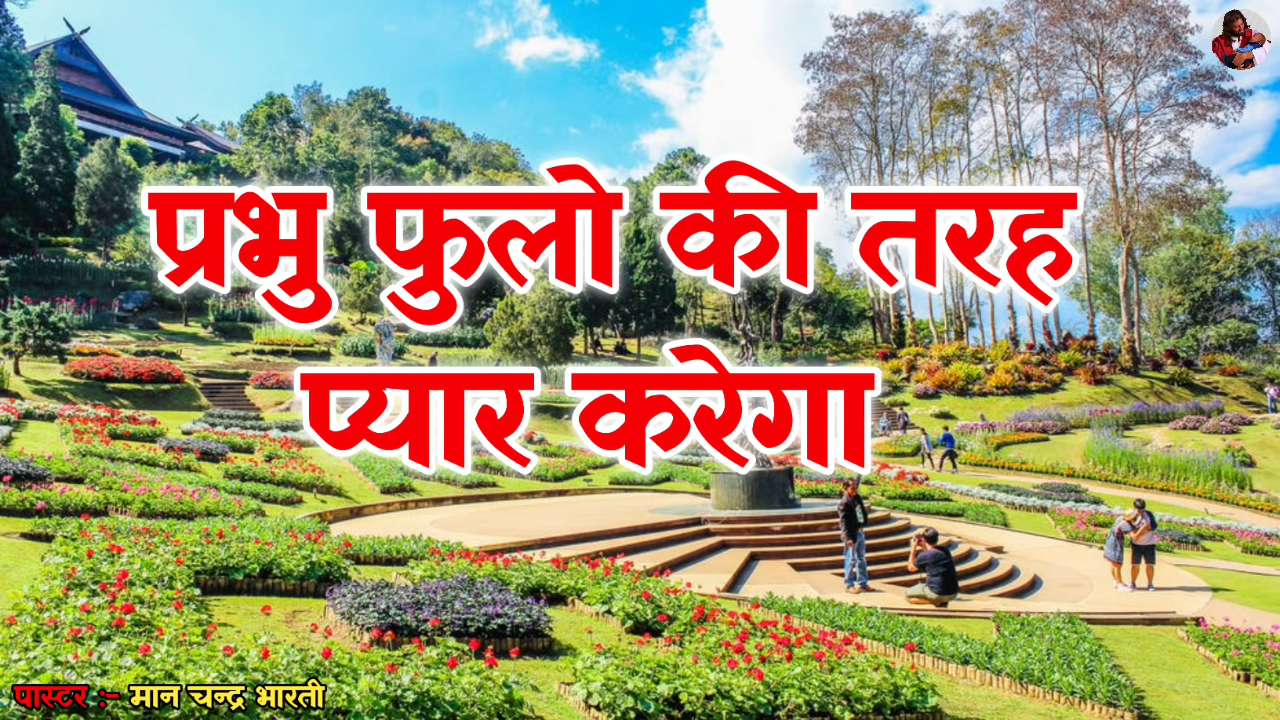 प्रभु फुलो की तरह
प्यार करेगा
पास्टर :- मान चन्द्र भारती